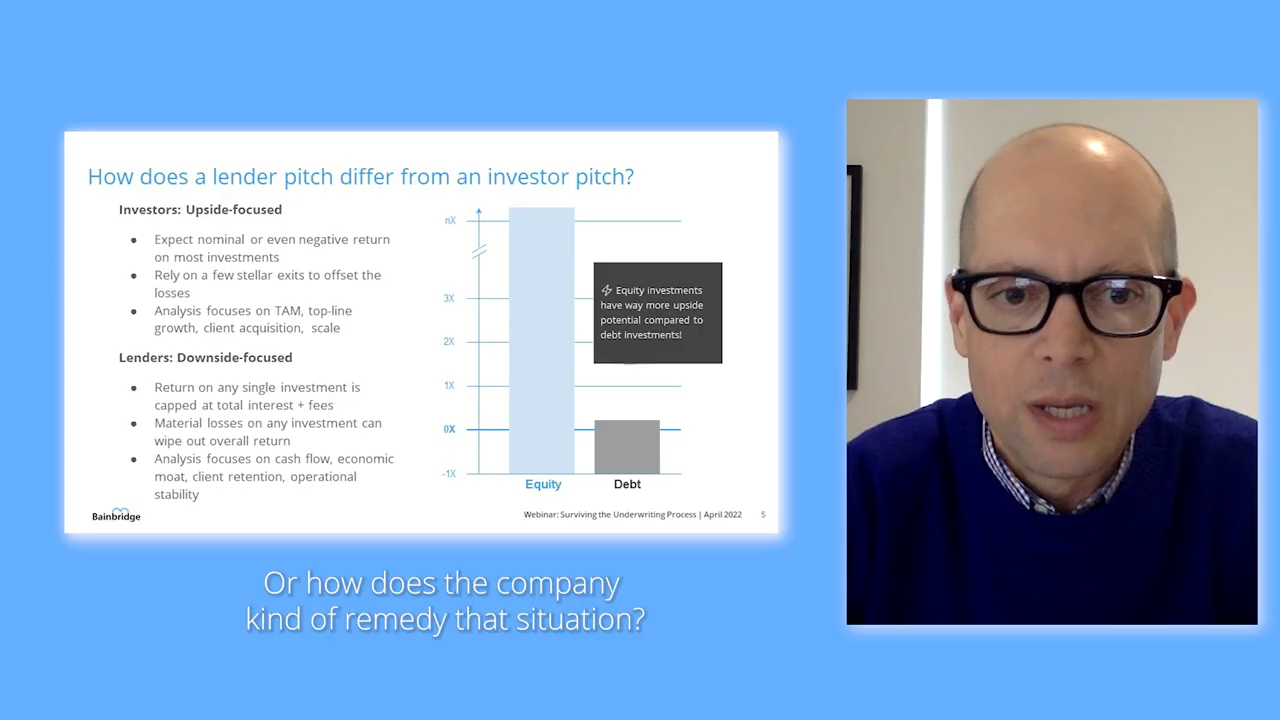 How does a lender pitch differ from an investor pitch?
Investors: Upside-focused
● Expect nominal or even negative return
on most investments
● Rely on a few stellar exits to offset the
losses
● Analysis focuses on TAM, top-line
growth, client acquisition, scale
Lenders: Downside-focused
● Return on any single investment is
capped at total interest + fees
● Material losses on any investment can
wipe out overall return
● Analysis focuses on cash flow, economic
moat, client retention, operational
stability
nX
3X
2X
1X
0X
-1X
Equity investments
have way more upside
potential compared to
debt investments!
Equity
Debt
Bainbridge
Webinar: Surviving the Underwriting Process | April 2022 5
Or how does the company
kind of remedy that situation?